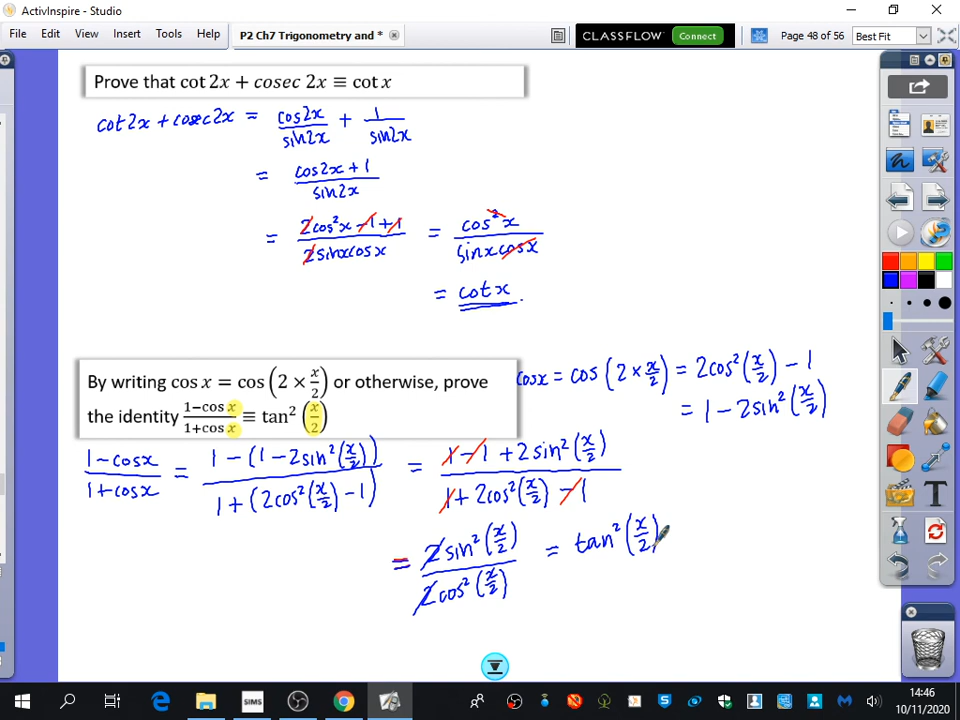 ActivInspire - Studio
File Edit View Insert Tools Help P2 Ch7 Trigonometry and * CLASSFLOW Connect Page 48 of 56 Best Fit
Prove that cot 2x + cosec 2x ≡ cot x
cot2x + cosec2x = cos2x/sin2x + 1/sin2x
= (cos2x + 1)/sin2x
= (2cos²x - 1 + 1)/(2sinxcosx) = cos²x/(sinxcosx)
= cotx.
By writing cos x = cos (2 × x/2) or otherwise, prove
the identity (1−cos x)/(1+cos x) ≡ tan² (x/2)
cosx = cos (2 × x/2) = 2cos²(x/2) - 1
= 1 - 2sin²(x/2)
(1-cosx)/(1+cosx) = (1 - (1 - 2sin²(x/2)))/(1 + (2cos²(x/2) - 1)) = (1 - 1 + 2sin²(x/2))/(1 + 2cos²(x/2) - 1)
= 2sin²(x/2)/2cos²(x/2) = tan²(x/2)
T
SIMS
14:46
10/11/2020